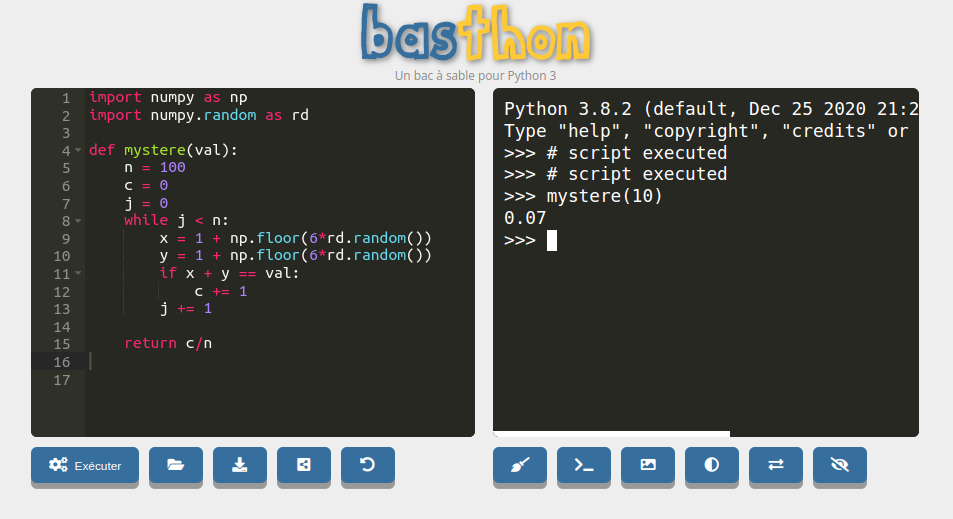 basthon
Un bac à sable pour Python 3
1 import numpy as np
2 import numpy.random as rd
3
4 def mystere(val):
5     n = 100
6     c = 0
7     j = 0
8     while j < n:
9         x = 1 + np.floor(6*rd.random())
10         y = 1 + np.floor(6*rd.random())
11         if x + y == val:
12             c += 1
13         j += 1
14
15     return c/n
16
17
Exécuter
Python 3.8.2 (default, Dec 25 2020 21:2
Type "help", "copyright", "credits" or
>>> # script executed
>>> # script executed
>>> mystere(10)
0.07
>>>